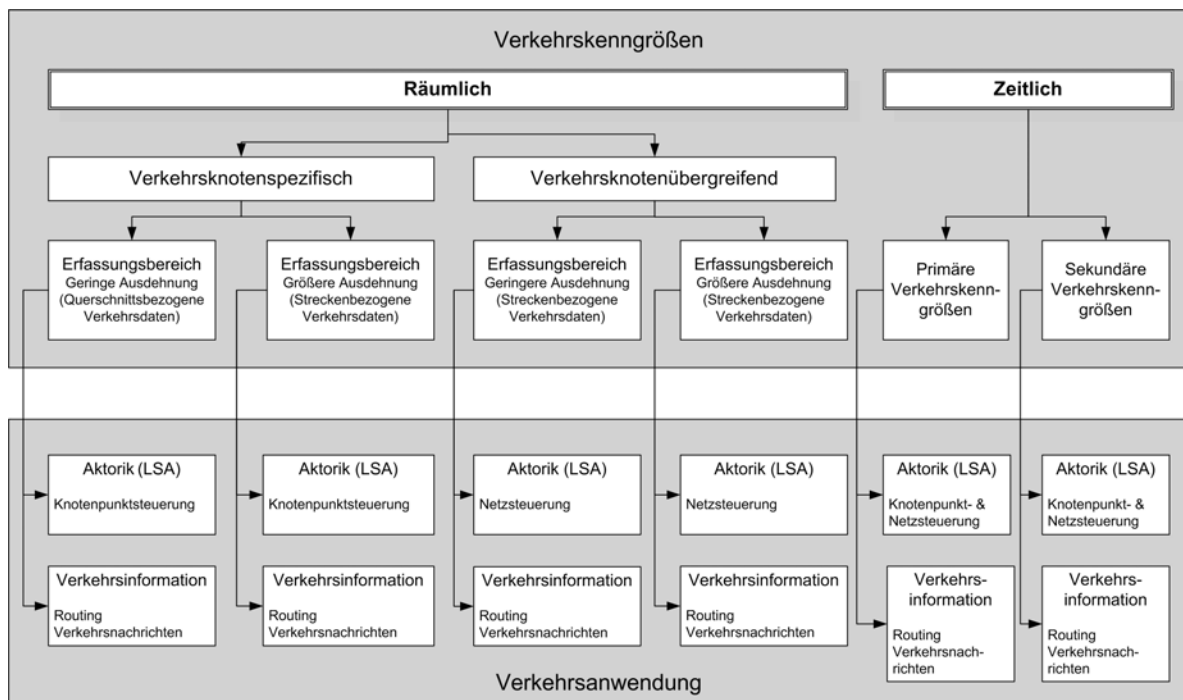 Verkehrskenngrößen
Räumlich
Zeitlich
Verkehrsknotenspezifisch
Verkehrsknotenübergreifend
Erfassungsbereich
Geringe Ausdehnung
(Querschnittsbezogene
Verkehrsdaten)
Erfassungsbereich
Größere Ausdehnung
(Streckenbezogene
Verkehrsdaten)
Erfassungsbereich
Geringere Ausdehnung
(Streckenbezogene
Verkehrsdaten)
Erfassungsbereich
Größere Ausdehnung
(Streckenbezogene
Verkehrsdaten)
Primäre
Verkehrskenn-
größen
Sekundäre
Verkehrskenn-
größen
Aktorik (LSA)
Knotenpunktsteuerung
Aktorik (LSA)
Knotenpunktsteuerung
Aktorik (LSA)
Netzsteuerung
Aktorik (LSA)
Netzsteuerung
Aktorik (LSA)
Knotenpunkt- &
Netzsteuerung
Aktorik (LSA)
Knotenpunkt- &
Netzsteuerung
Verkehrsinformation
Routing
Verkehrsnachrichten
Verkehrsinformation
Routing
Verkehrsnachrichten
Verkehrsinformation
Routing
Verkehrsnachrichten
Verkehrsinformation
Routing
Verkehrsnachrichten
Verkehrs-
information
Routing
Verkehrsnach-
richten
Verkehrs-
information
Routing
Verkehrsnach-
richten
Verkehrsanwendung